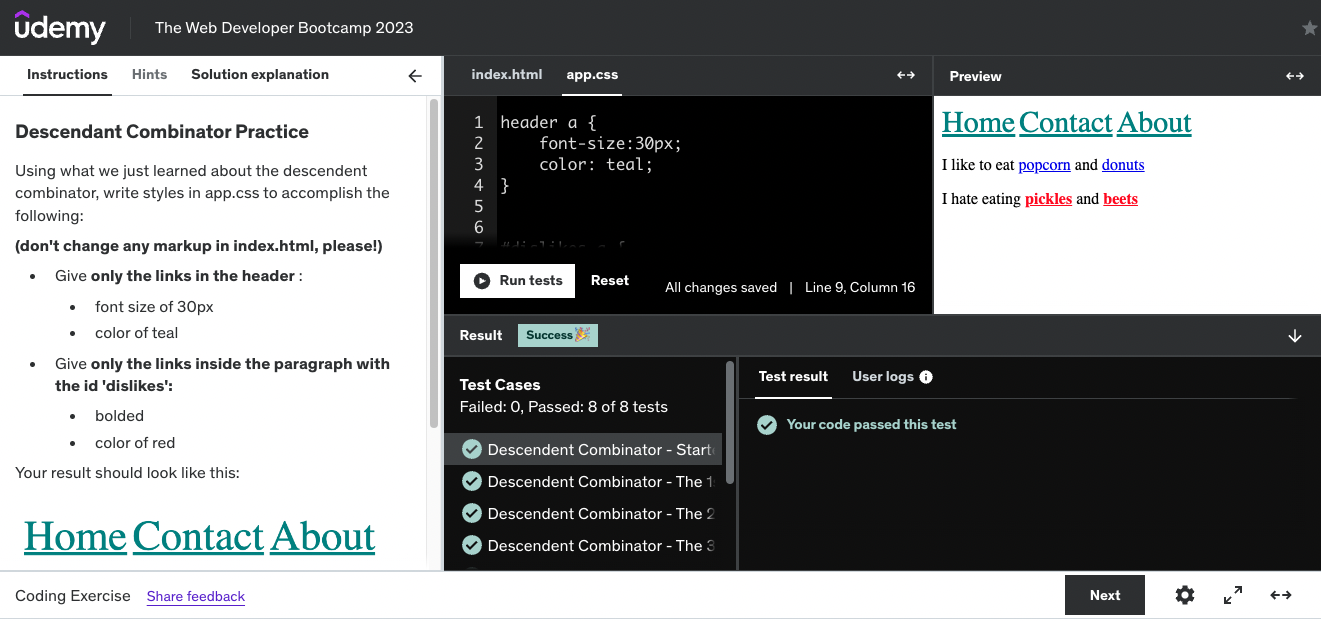 udemy
The Web Developer Bootcamp 2023
Instructions
Hints
Solution explanation
Descendant Combinator Practice
Using what we just learned about the descendent
combinator, write styles in app.css to accomplish the
following:
(don't change any markup in index.html, please!)
Give only the links in the header :
font size of 30px
color of teal
Give only the links inside the paragraph with
the id 'dislikes':
bolded
color of red
Your result should look like this:
Home Contact About
index.html
app.css
1 header a {
2 font-size:30px;
3 color: teal;
4 }
5
6
7 #dislikes a {
Run tests
Reset
All changes saved | Line 9, Column 16
Preview
Home Contact About
I like to eat popcorn and donuts
I hate eating pickles and beets
Result
Success🎉
Test Cases
Failed: 0, Passed: 8 of 8 tests
Descendent Combinator - Starte
Descendent Combinator - The 1
Descendent Combinator - The 2
Descendent Combinator - The 3
Test result
User logs
Your code passed this test
Coding Exercise
Share feedback
Next